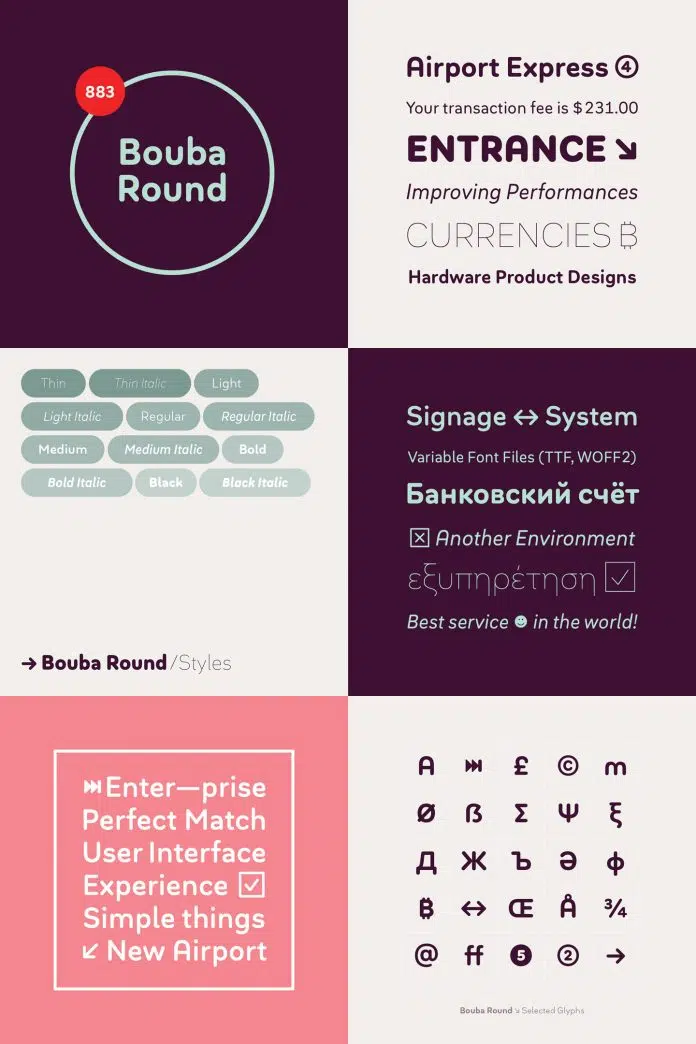 883
Bouba
Round
Airport Express ④
Your transaction fee is $231.00
ENTRANCE ↘
Improving Performances
CURRENCIES ₿
Hardware Product Designs
Thin Thin Italic Light
Light Italic Regular Regular Italic
Medium Medium Italic Bold
Bold Italic Black Black Italic
→ Bouba Round/Styles
Signage ↔ System
Variable Font Files (TTF, WOFF2)
Банковский счёт
☒ Another Environment
εξυπηρέτηση ☑
Best service ☻ in the world!
⏭Enter—prise
Perfect Match
User Interface
Experience ☑
Simple things
↙ New Airport
A ⏭ £ © m
Ø ß Σ Ψ ξ
Д Ж Ъ Ə ф
₿ ↔ Œ Å ¾
@ ff ❺ ② →
Bouba Round ↘ Selected Glyphs